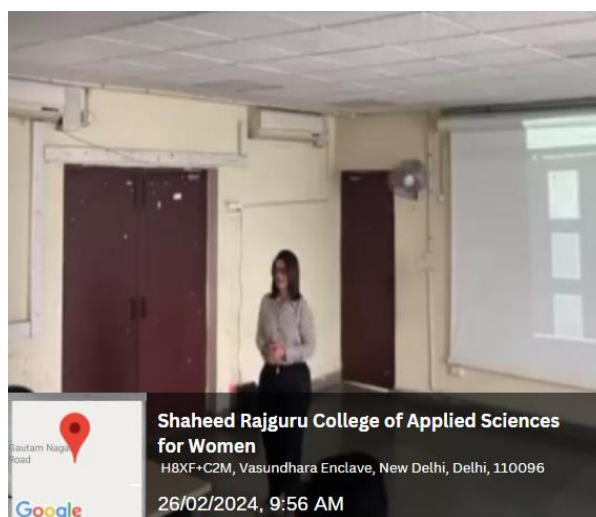 Shaheed Rajguru College of Applied Sciences
for Women
H8XF+C2M, Vasundhara Enclave, New Delhi, Delhi, 110096
26/02/2024, 9:56 AM
Gautam Naga
Road
Google